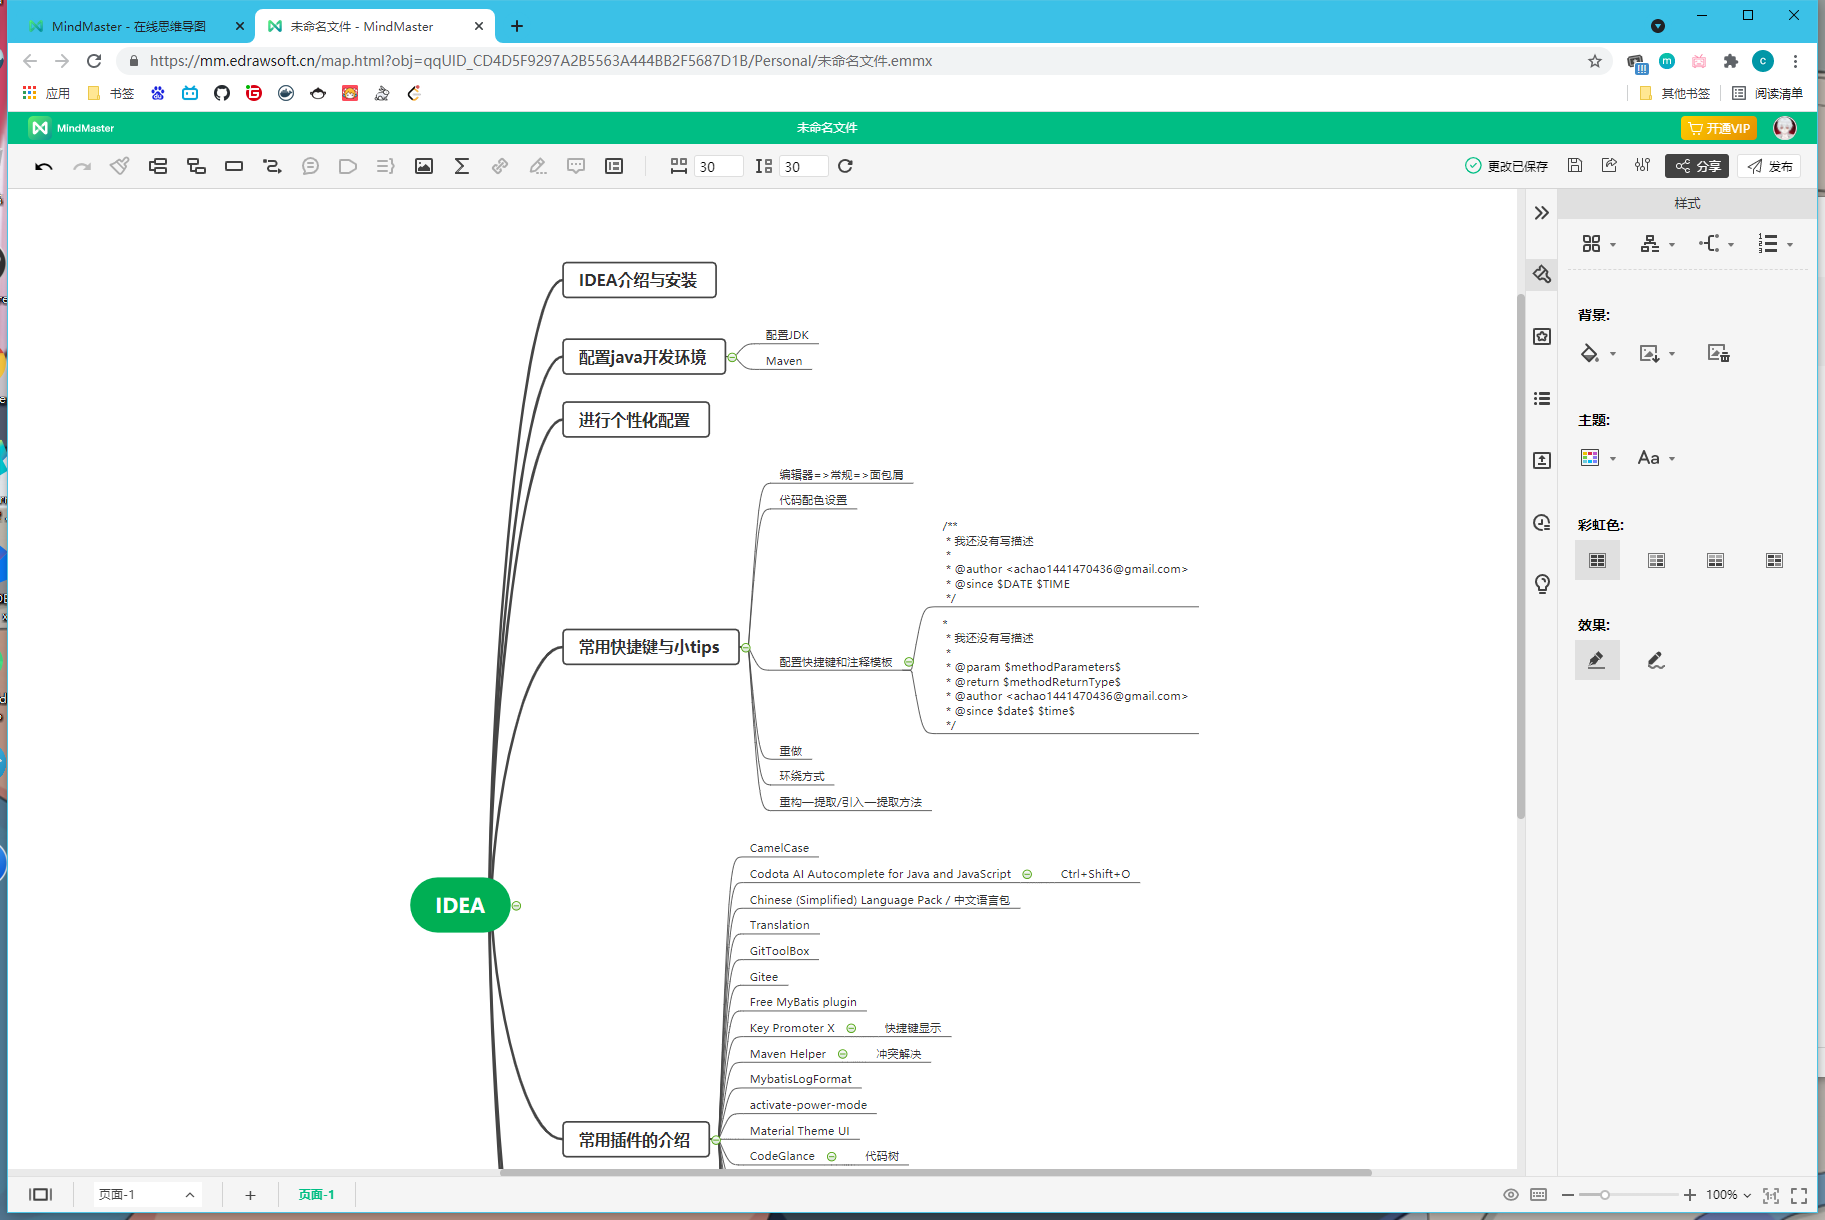 MindMaster - 在线思维导图
未命名文件 - MindMaster
https://mm.edrawsoft.cn/map.html?obj=qqUID_CD4D5F9297A2B5563A444BB2F5687D1B/Personal/未命名文件.emmx
应用
书签
其他书签
阅读清单
MindMaster
未命名文件
开通VIP
30
30
更改已保存
分享
发布
样式
背景:
主题:
Aa
彩虹色:
效果:
IDEA介绍与安装
配置java开发环境
配置JDK
Maven
进行个性化配置
常用快捷键与小tips
编辑器=>常规=>面包屑
代码配色设置
配置快捷键和注释模板
/**
* 我还没有写描述
*
* @author <achao1441470436@gmail.com>
* @since $DATE $TIME
*/
*
* 我还没有写描述
*
* @param $methodParameters$
* @return $methodReturnType$
* @author <achao1441470436@gmail.com>
* @since $date$ $time$
*/
重做
环绕方式
重构—提取/引入—提取方法
IDEA
常用插件的介绍
CamelCase
Codota AI Autocomplete for Java and JavaScript
Ctrl+Shift+O
Chinese (Simplified) Language Pack / 中文语言包
Translation
GitToolBox
Gitee
Free MyBatis plugin
Key Promoter X
快捷键显示
Maven Helper
冲突解决
MybatisLogFormat
activate-power-mode
Material Theme UI
CodeGlance
代码树
页面-1
页面-1
100%